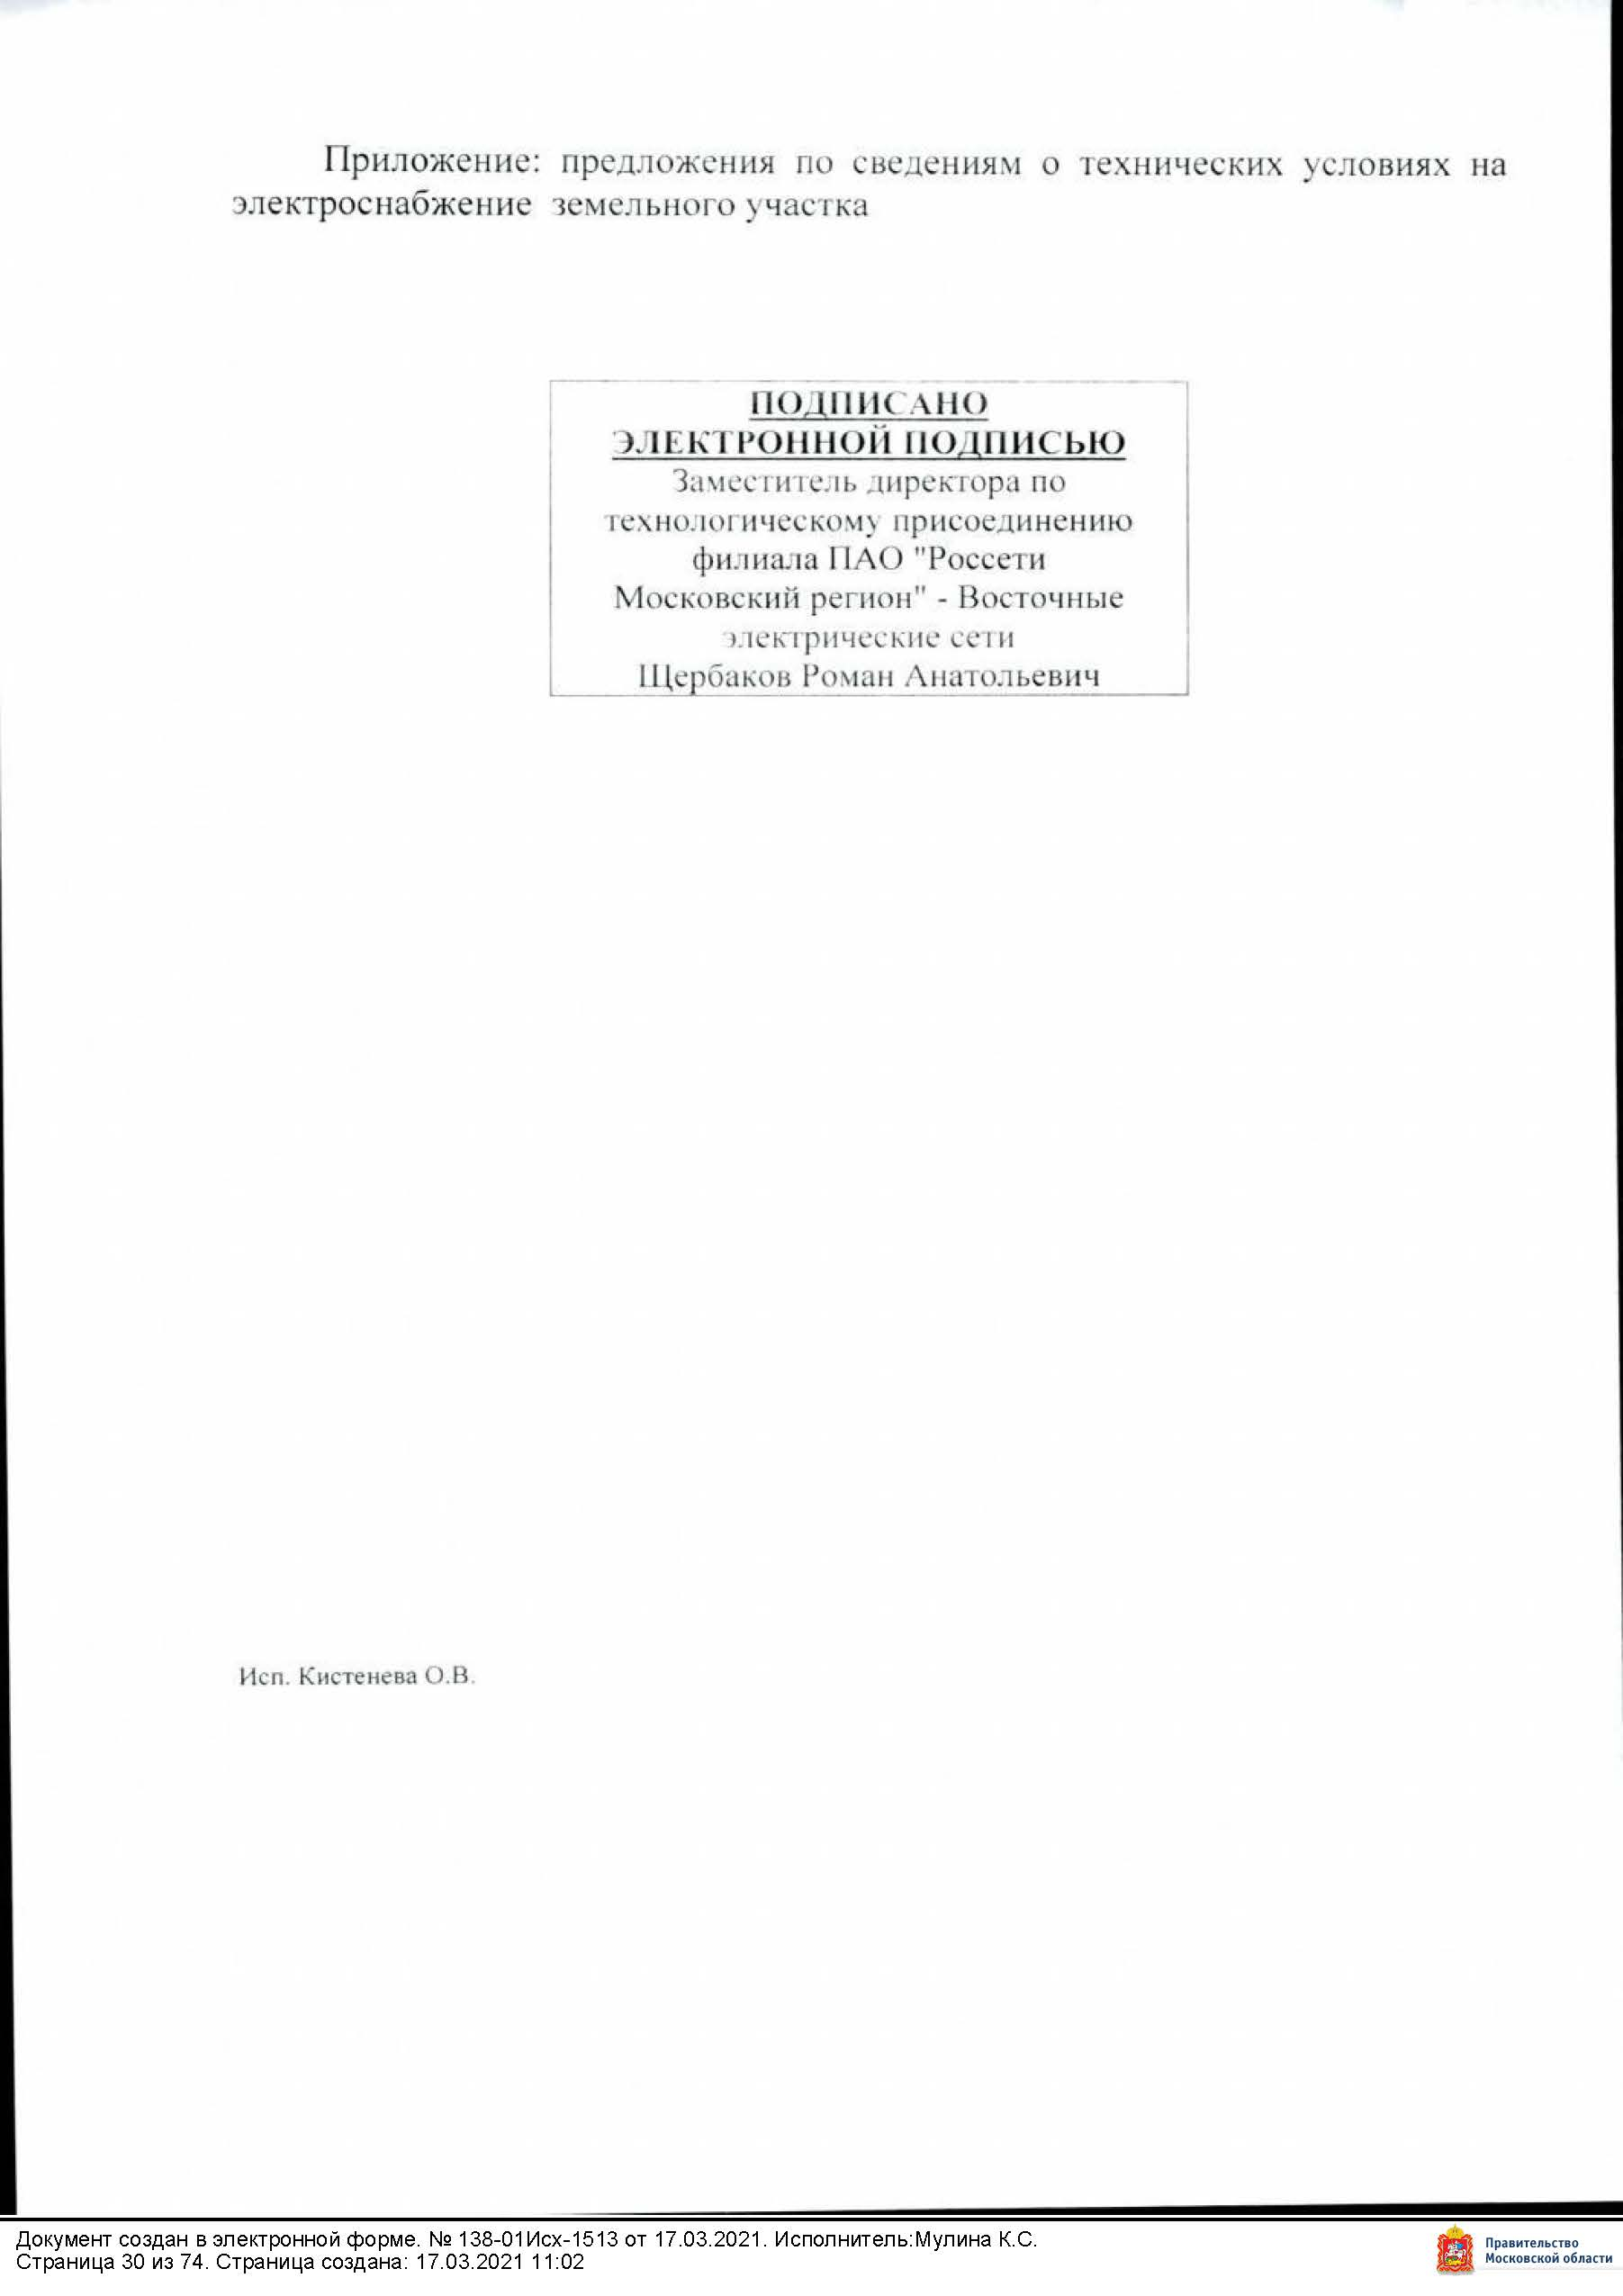 Приложение: предложения по сведениям о технических условиях на
электроснабжение земельного участка
ПОДПИСАНО
ЭЛЕКТРОННОЙ ПОДПИСЬЮ
Заместитель директора по
технологическому присоединению
филиала ПАО "Россети
Московский регион" - Восточные
электрические сети
Щербаков Роман Анатольевич
Исп. Кистенева О.В.
Документ создан в электронной форме. № 138-01Исх-1513 от 17.03.2021. Исполнитель:Мулина К.С.
Страница 30 из 74. Страница создана: 17.03.2021 11:02
Правительство
Московской области